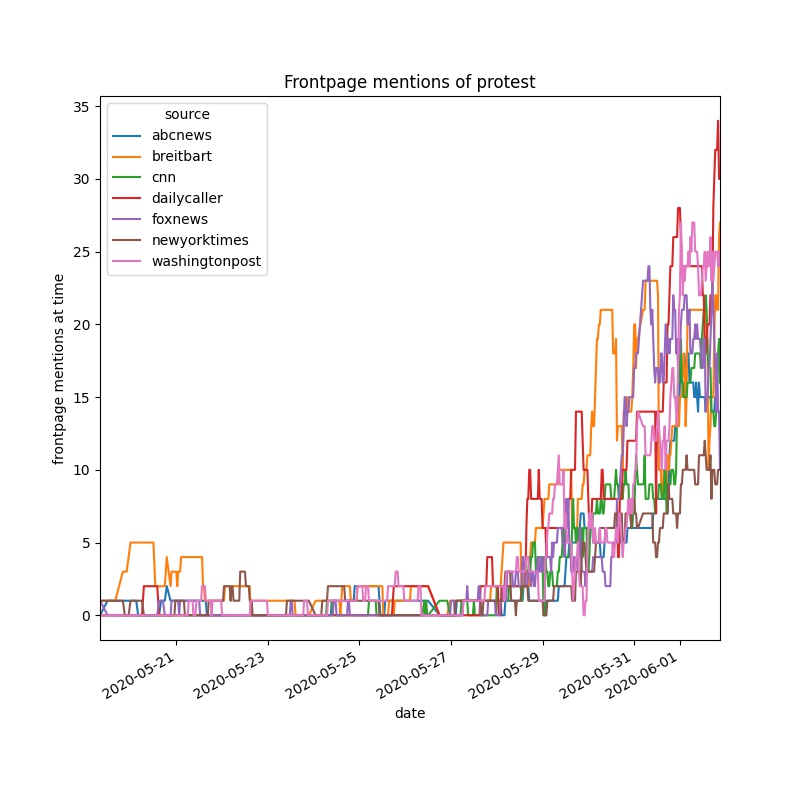 Frontpage mentions of protest
source
abcnews
breitbart
cnn
dailycaller
foxnews
newyorktimes
washingtonpost
frontpage mentions at time
35
30
25
20
15
10
5
0
2020-05-21
2020-05-23
2020-05-25
2020-05-27
2020-05-29
2020-05-31
2020-06-01
date